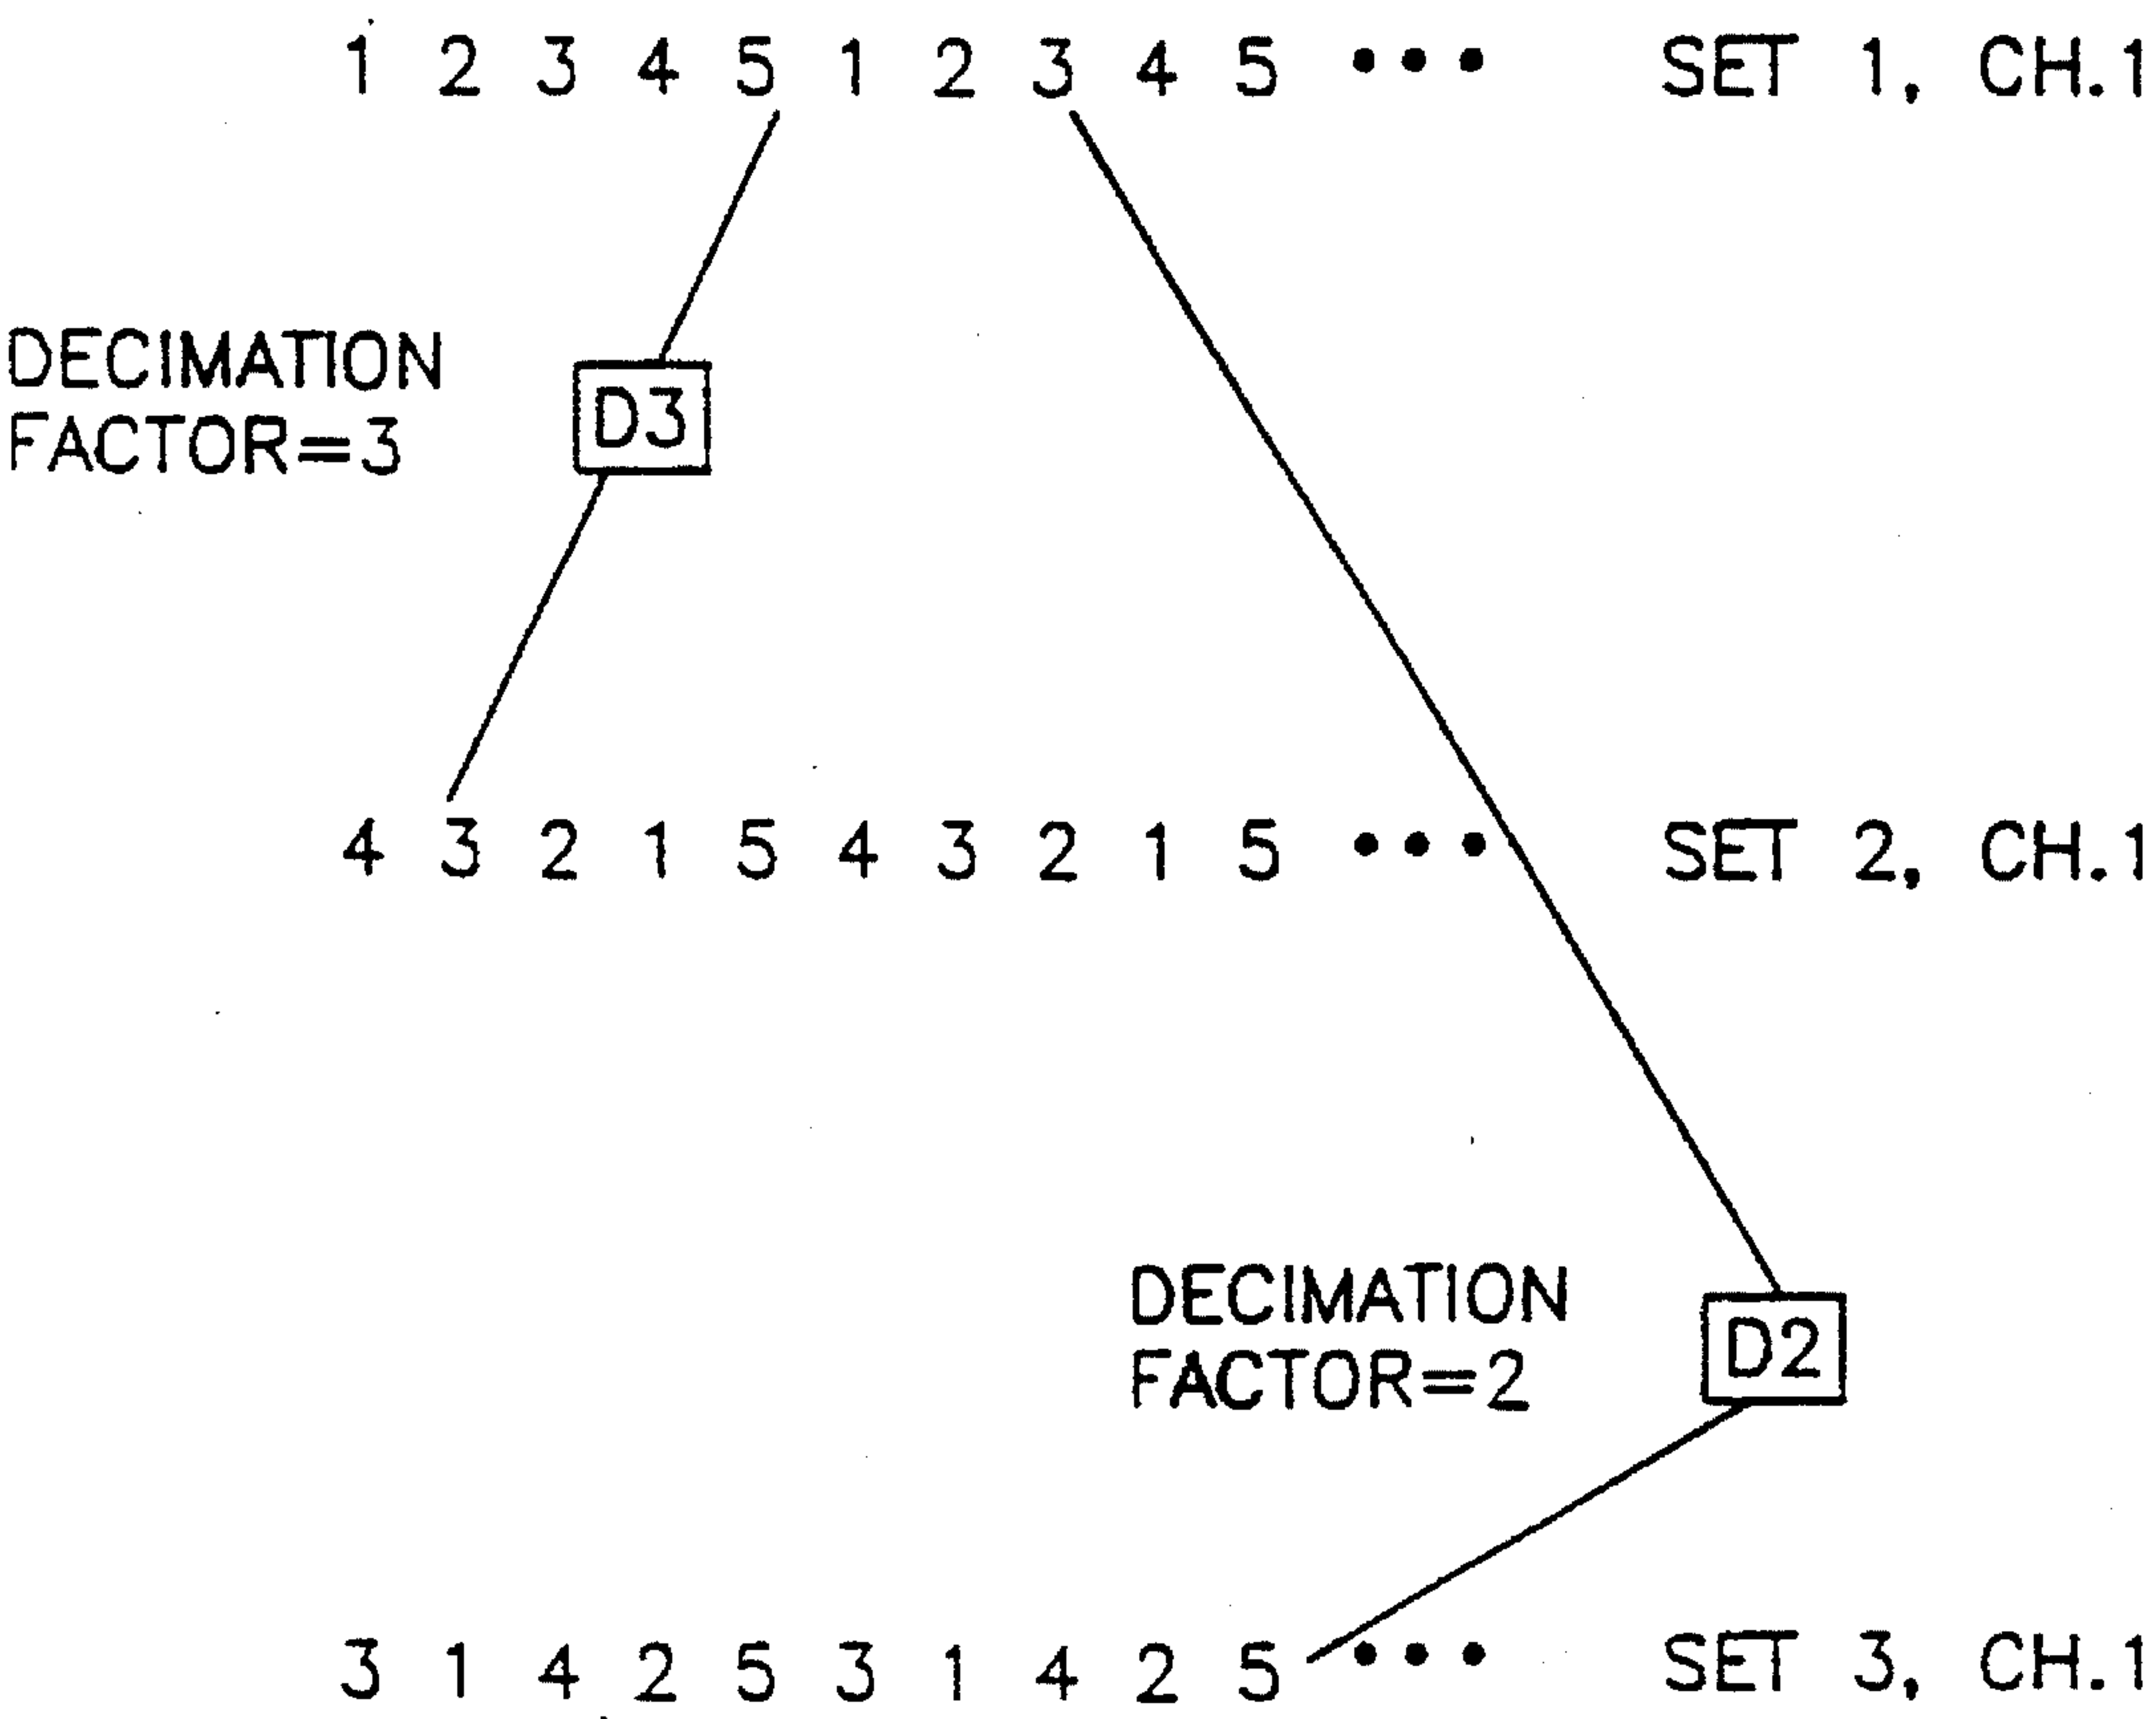 1 2 3 4 5 1 2 3 4 5 ••• SET 1, CH.1
DECIMATION
FACTOR=3
D3
4 3 2 1 5 4 3 2 1 5 ••• SET 2, CH.1
DECIMATION
FACTOR=2
D2
3 1 4 2 5 3 1 4 2 5 ••• SET 3, CH.1